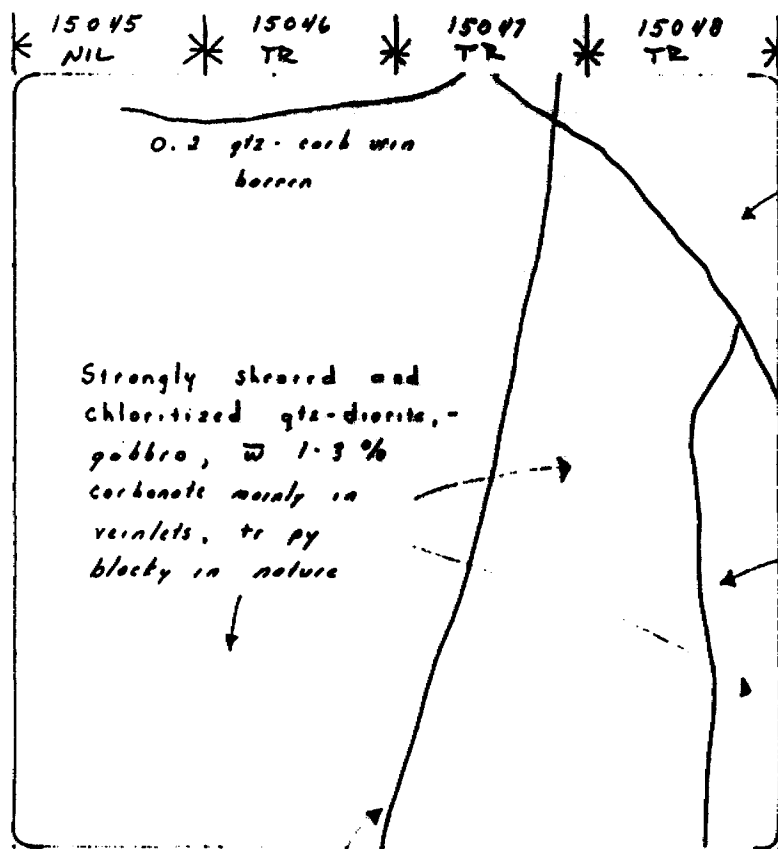 15045 15046 15047 15048
NIL TR TR TR
0.2 qtz-carb vein
barren
Strongly sheared and
chloritized qtz-diorite,-
gabbro, w̅ 1-3 %
carbonate mainly in
veinlets, tr py
blocky in nature